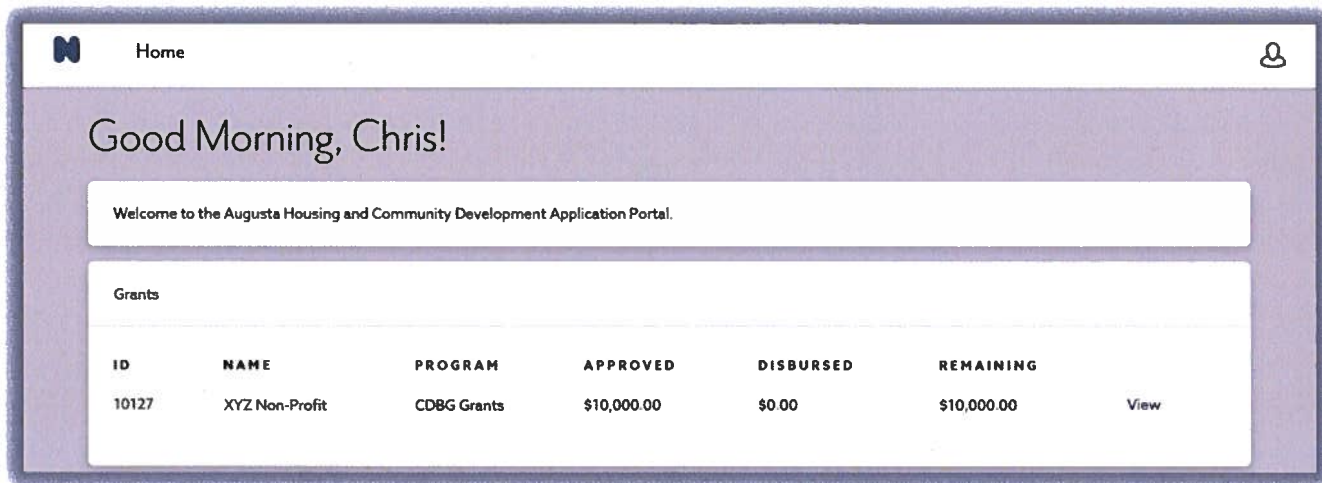 N Home
Good Morning, Chris!
Welcome to the Augusta Housing and Community Development Application Portal.
Grants
ID NAME PROGRAM APPROVED DISBURSED REMAINING
10127 XYZ Non-Profit CDBG Grants $10,000.00 $0.00 $10,000.00 View